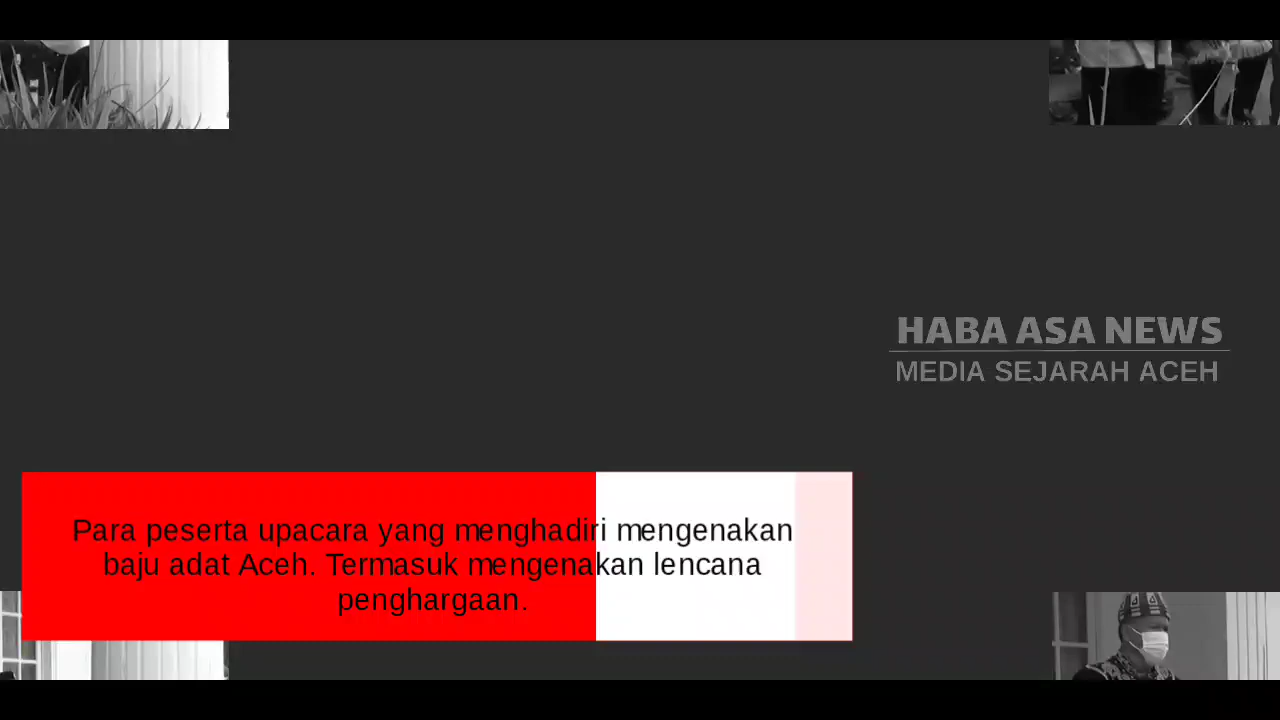 HABA ASA NEWS
MEDIA SEJARAH ACEH
Para peserta upacara yang menghadiri mengenakan
baju adat Aceh. Termasuk mengenakan lencana
penghargaan.